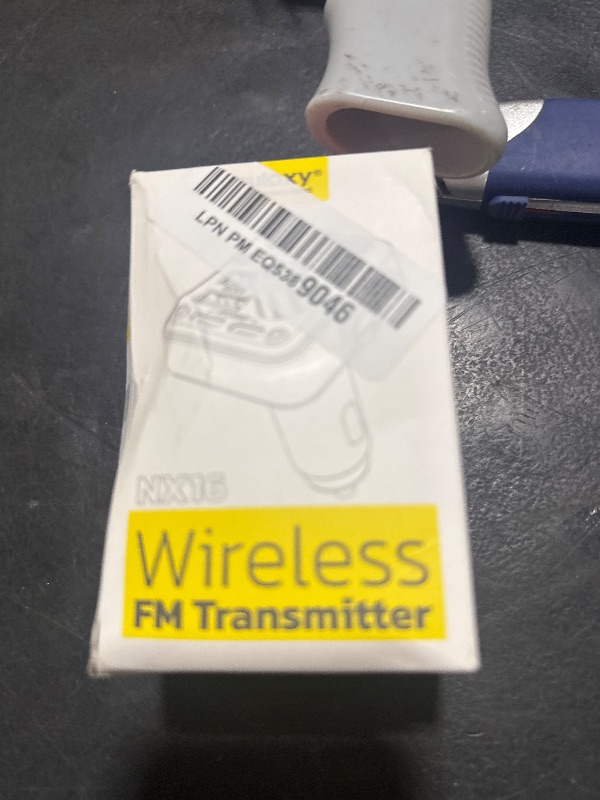 LPN PM EQ5389046
NX16
Wireless
FM Transmitter